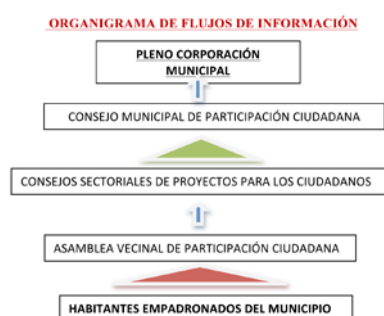 ORGANIGRAMA DE FLUJOS DE INFORMACIÓN
PLENO CORPORACIÓN
MUNICIPAL
CONSEJO MUNICIPAL DE PARTICIPACIÓN CIUDADANA
CONSEJOS SECTORIALES DE PROYECTOS PARA LOS CIUDADANOS
ASAMBLEA VECINAL DE PARTICIPACIÓN CIUDADANA
HABITANTES EMPADRONADOS DEL MUNICIPIO